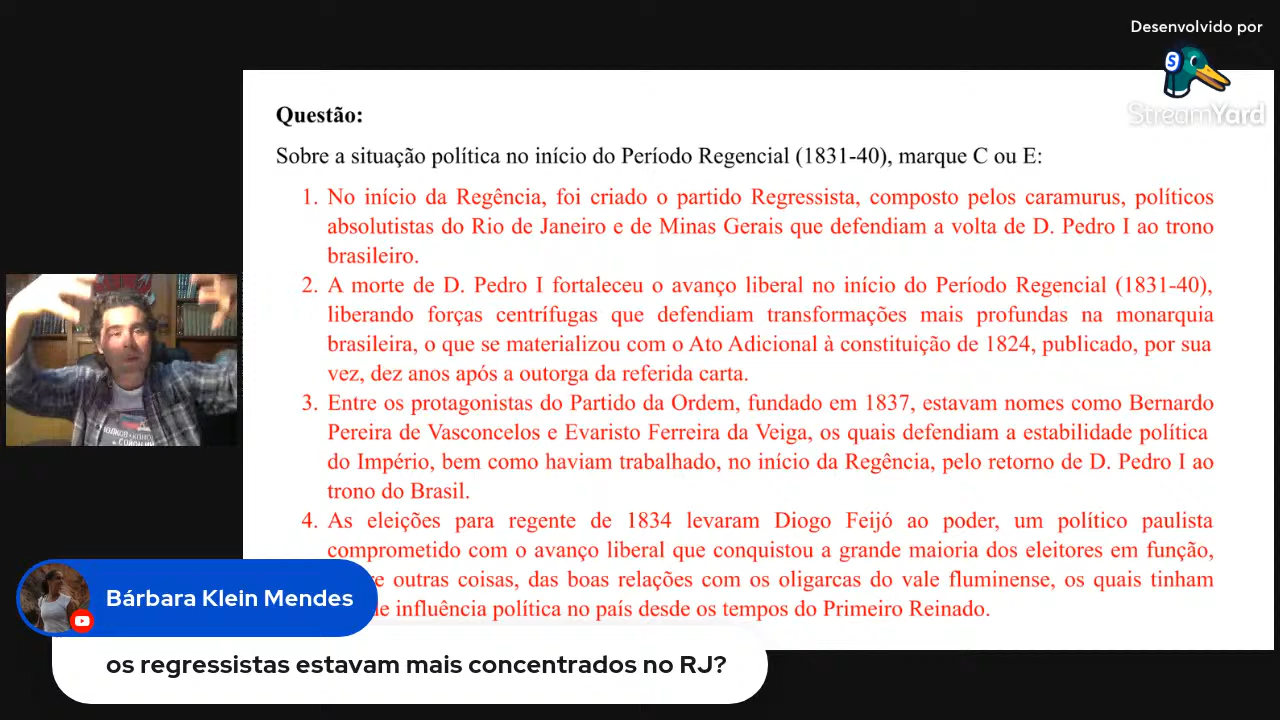 Desenvolvido por
S
StreamYard
Questão:
Sobre a situação política no início do Período Regencial (1831-40), marque C ou E:
1. No início da Regência, foi criado o partido Regressista, composto pelos caramurus, políticos
absolutistas do Rio de Janeiro e de Minas Gerais que defendiam a volta de D. Pedro I ao trono
brasileiro.
2. A morte de D. Pedro I fortaleceu o avanço liberal no início do Período Regencial (1831-40),
liberando forças centrífugas que defendiam transformações mais profundas na monarquia
brasileira, o que se materializou com o Ato Adicional à constituição de 1824, publicado, por sua
vez, dez anos após a outorga da referida carta.
3. Entre os protagonistas do Partido da Ordem, fundado em 1837, estavam nomes como Bernardo
Pereira de Vasconcelos e Evaristo Ferreira da Veiga, os quais defendiam a estabilidade política
do Império, bem como haviam trabalhado, no início da Regência, pelo retorno de D. Pedro I ao
trono do Brasil.
4. As eleições para regente de 1834 levaram Diogo Feijó ao poder, um político paulista
comprometido com o avanço liberal que conquistou a grande maioria dos eleitores em função,
outras coisas, das boas relações com os oligarcas do vale fluminense, os quais tinham
influência política no país desde os tempos do Primeiro Reinado.
Bárbara Klein Mendes
os regressistas estavam mais concentrados no RJ?